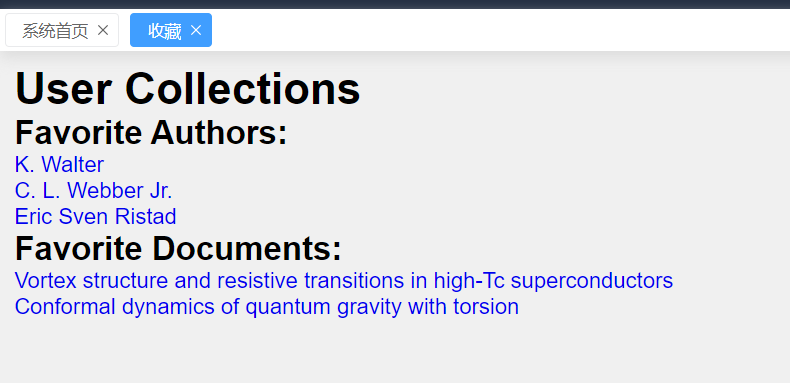 系统首页
收藏
User Collections
Favorite Authors:
K. Walter
C. L. Webber Jr.
Eric Sven Ristad
Favorite Documents:
Vortex structure and resistive transitions in high-Tc superconductors
Conformal dynamics of quantum gravity with torsion